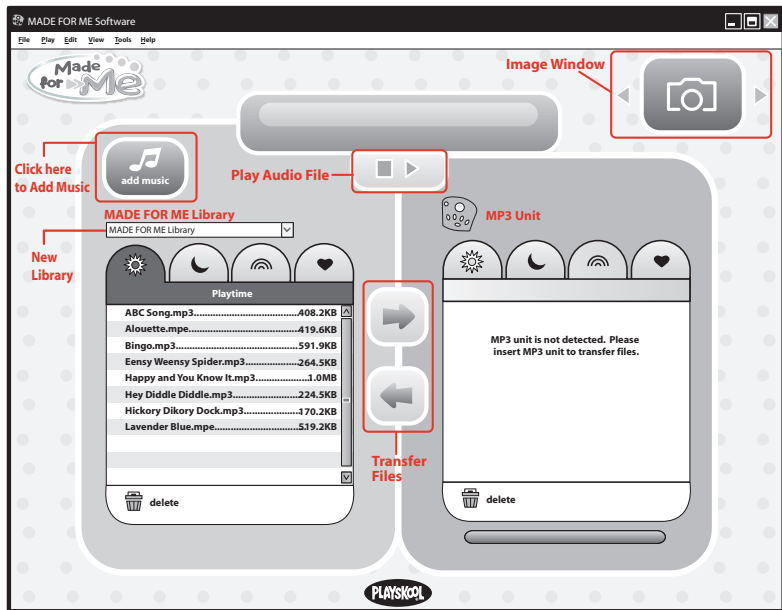 MADE FOR ME Software
File Play Edit View Tools Help
Made
for Me
Image Window
add music
Click here
to Add Music
Play Audio File
MADE FOR ME Library
MADE FOR ME Library
New
Library
MP3 Unit
Playtime
ABC Song.mp3..............................408.2KB
Alouette.mpe................................419.6KB
Bingo.mp3.....................................591.9KB
Eensy Weensy Spider.mp3...........264.5KB
Happy and You Know It.mp3.................1.0MB
Hey Diddle Diddle.mp3................224.5KB
Hickory Dikory Dock.mp3..................170.2KB
Lavender Blue.mpe.........................519.2KB
MP3 unit is not detected. Please
insert MP3 unit to transfer files.
Transfer
Files
delete
delete
PLAYSKOOL